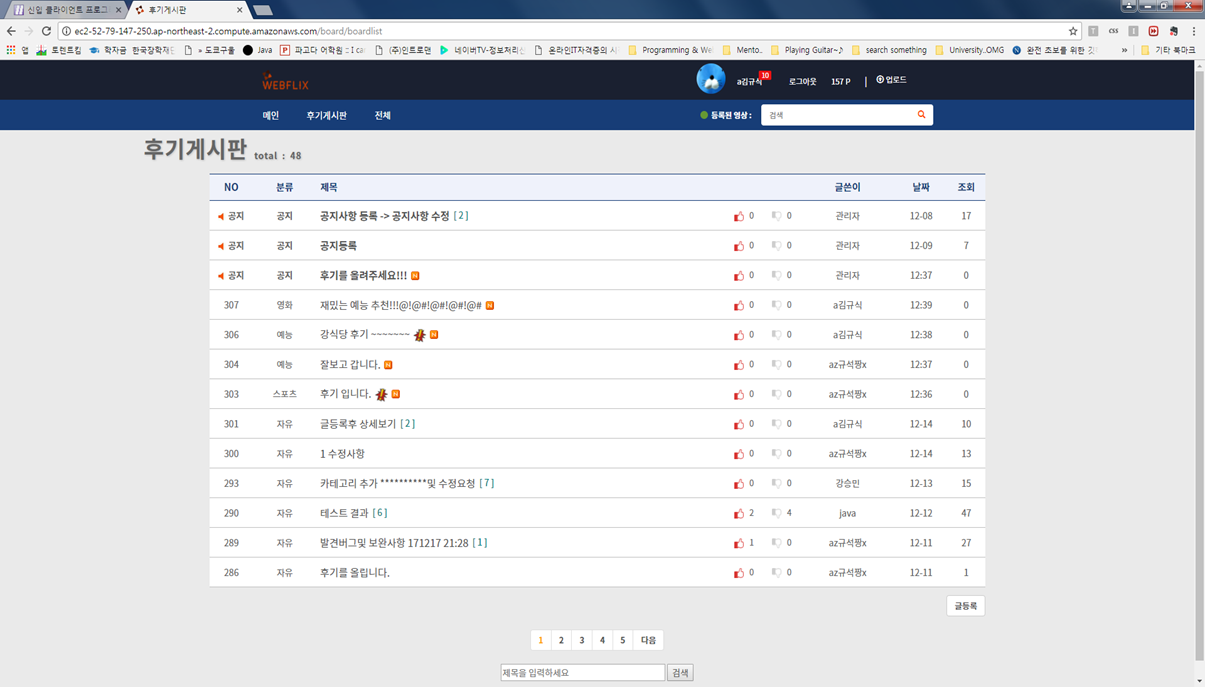 신입 클라이언트 프로그 후기게시판
ec2-52-79-147-250.ap-northeast-2.compute.amazonaws.com/board/boardlist
앱 토렌트킴 학자금 한국장학재단 » 도로구울 Java 파고다 어학원 :: I can (주)인트로맨 네이버TV-정보처리산 온라인IT자격증의 Programming & We Mento.. Playing Guitar~♪ search something University..OMG 완전 초보를 위한 깃 » 기타 북마크
WEBFLIX a김규식 10 로그아웃 157 P | 업로드
메인 후기게시판 전체 등록된 영상 : 검색
후기게시판 total : 48
NO 분류 제목 글쓴이 날짜 조회
공지 공지 공지사항 등록 -> 공지사항 수정 [2] 0 0 관리자 12-08 17
공지 공지 공지등록 0 0 관리자 12-09 7
공지 공지 후기를 올려주세요!!! N 0 0 관리자 12:37 0
307 영화 재밌는 예능 추천!!!@!@#!@#!@#!@# N 0 0 a김규식 12:39 0
306 예능 강식당 후기 ~~~~~~~ N 0 0 a김규식 12:38 0
304 예능 잘보고 갑니다. N 0 0 az규석짱x 12:37 0
303 스포츠 후기 입니다. N 0 0 az규석짱x 12:36 0
301 자유 글등록후 상세보기 [2] 0 0 a김규식 12-14 10
300 자유 1 수정사항 0 0 az규석짱x 12-14 13
293 자유 카테고리 추가 **********및 수정요청 [7] 0 0 강승민 12-13 15
290 자유 테스트 결과 [6] 2 4 java 12-12 47
289 자유 발견버그및 보완사항 171217 21:28 [1] 1 0 az규석짱x 12-11 27
286 자유 후기를 올립니다. 0 0 az규석짱x 12-11 1
글등록
1 2 3 4 5 다음
제목을 입력하세요 검색